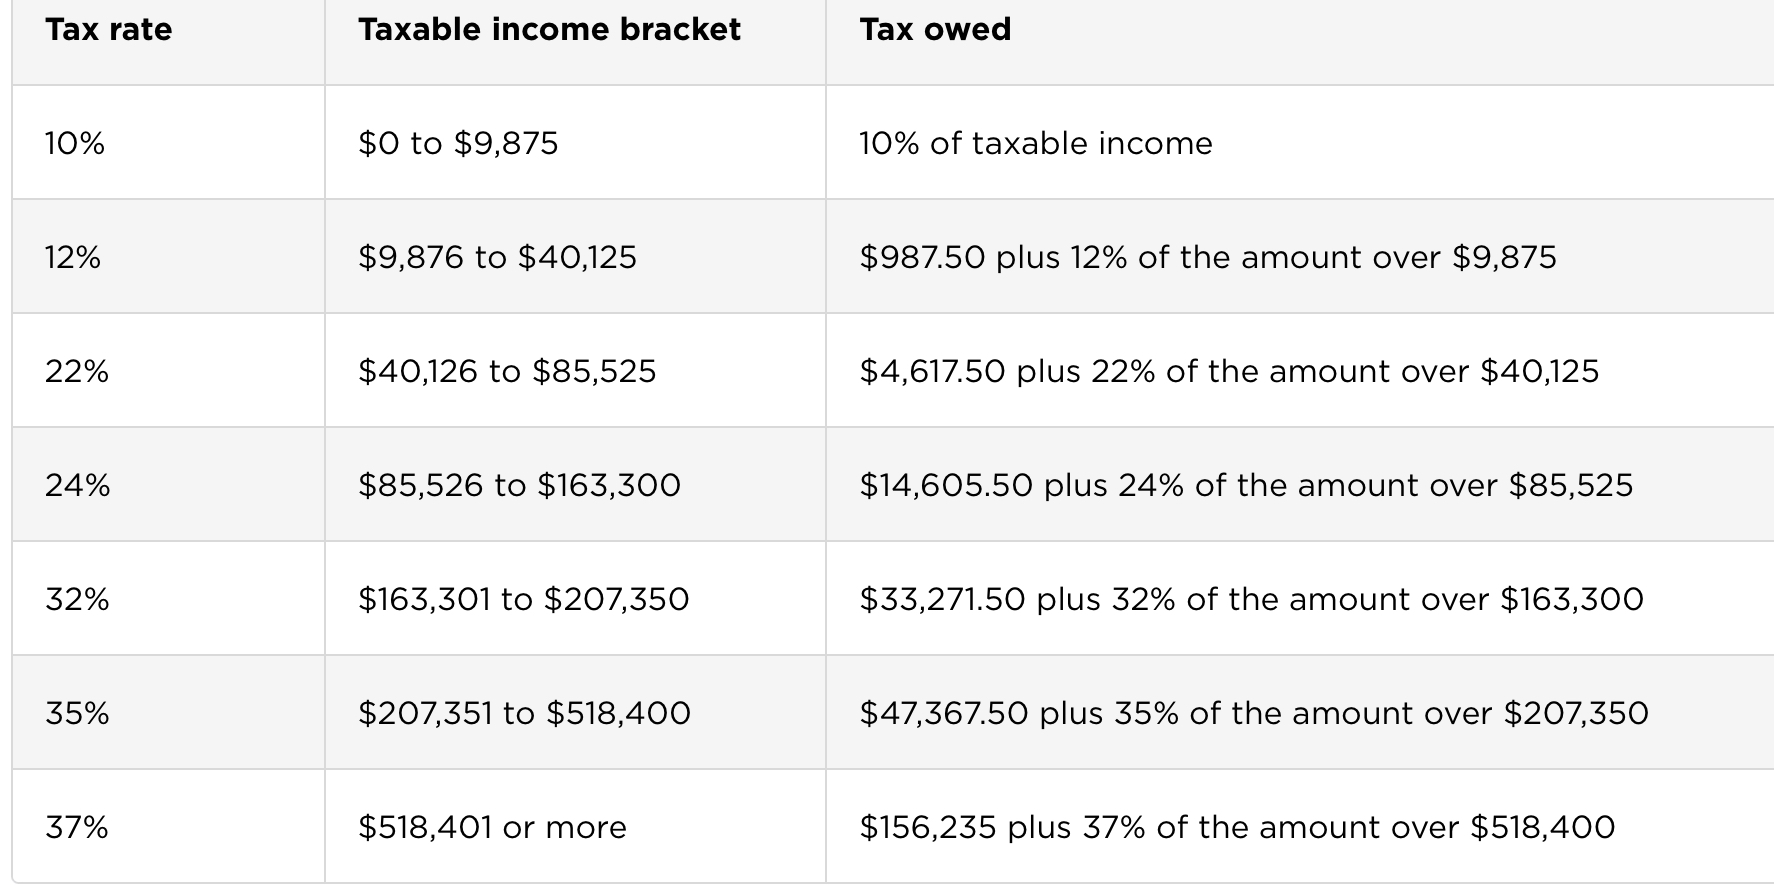 Tax rate Taxable income bracket Tax owed
10% $0 to $9,875 10% of taxable income
12% $9,876 to $40,125 $987.50 plus 12% of the amount over $9,875
22% $40,126 to $85,525 $4,617.50 plus 22% of the amount over $40,125
24% $85,526 to $163,300 $14,605.50 plus 24% of the amount over $85,525
32% $163,301 to $207,350 $33,271.50 plus 32% of the amount over $163,300
35% $207,351 to $518,400 $47,367.50 plus 35% of the amount over $207,350
37% $518,401 or more $156,235 plus 37% of the amount over $518,400